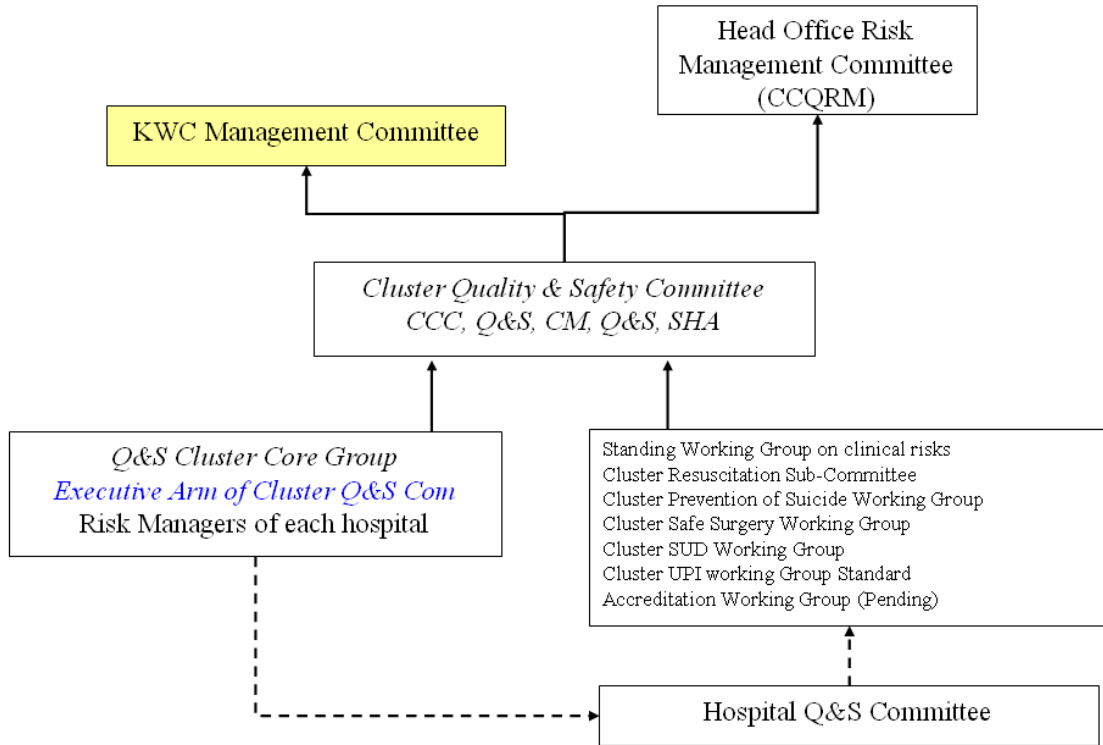 Head Office Risk
Management Committee
(CCQRM)
KWC Management Committee
Cluster Quality & Safety Committee
CCC, Q&S, CM, Q&S, SHA
Q&S Cluster Core Group
Executive Arm of Cluster Q&S Com
Risk Managers of each hospital
Standing Working Group on clinical risks
Cluster Resuscitation Sub-Committee
Cluster Prevention of Suicide Working Group
Cluster Safe Surgery Working Group
Cluster SUD Working Group
Cluster UPI working Group Standard
Accreditation Working Group (Pending)
Hospital Q&S Committee